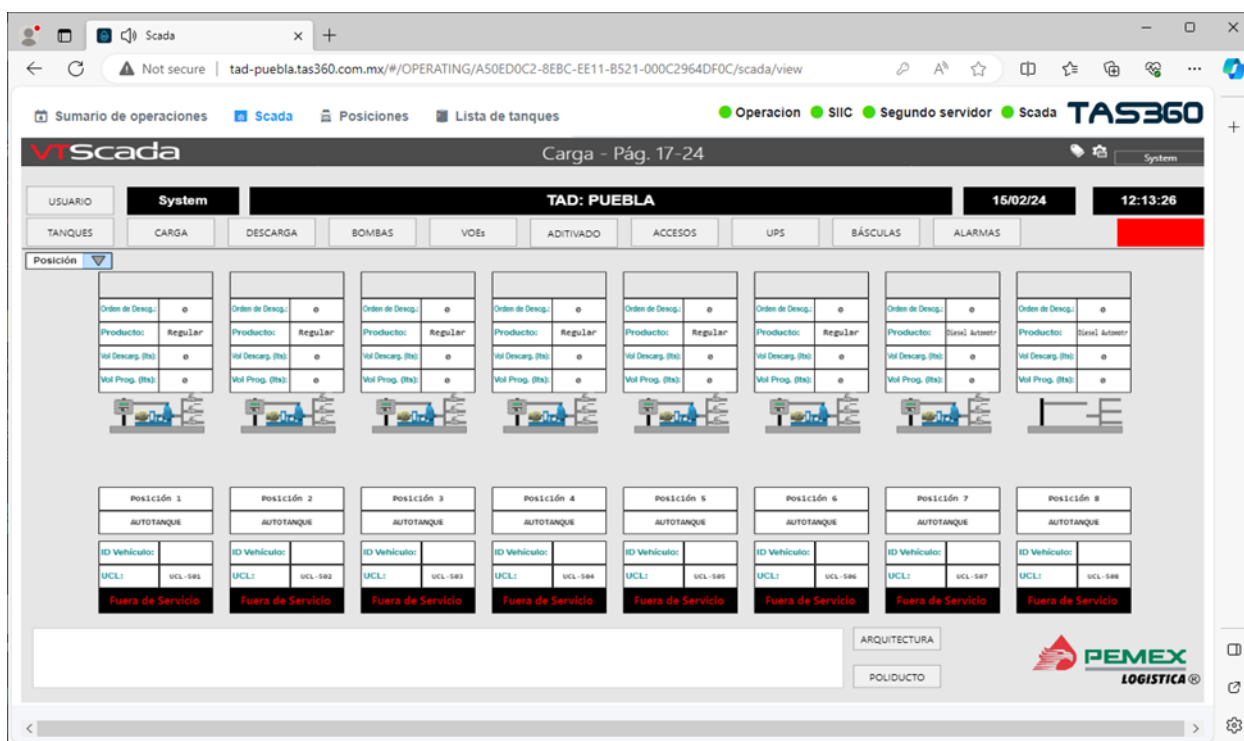 Scada
Not secure | tad-puebla.tas360.com.mx/#/OPERATING/A50ED0C2-8EBC-EE11-B521-000C2964DF0C/scada/view
Sumario de operaciones Scada Posiciones Lista de tanques Operacion SIIC Segundo servidor Scada TAS360
VTScada Carga - Pág. 17-24 System
USUARIO System TAD: PUEBLA 15/02/24 12:13:26
TANQUES CARGA DESCARGA BOMBAS VOEs ADITIVADO ACCESOS UPS BÁSCULAS ALARMAS
Posición
Orden de Descg.: 0 Orden de Descg.: 0 Orden de Descg.: 0 Orden de Descg.: 0 Orden de Descg.: 0 Orden de Descg.: 0 Orden de Descg.: 0 Orden de Descg.: 0
Producto: Regular Producto: Regular Producto: Regular Producto: Regular Producto: Regular Producto: Regular Producto: Diesel Automotr Producto: Diesel Automotr
Vol Descarg. (lts): 0 Vol Descarg. (lts): 0 Vol Descarg. (lts): 0 Vol Descarg. (lts): 0 Vol Descarg. (lts): 0 Vol Descarg. (lts): 0 Vol Descarg. (lts): 0 Vol Descarg. (lts): 0
Vol Prog. (lts): 0 Vol Prog. (lts): 0 Vol Prog. (lts): 0 Vol Prog. (lts): 0 Vol Prog. (lts): 0 Vol Prog. (lts): 0 Vol Prog. (lts): 0 Vol Prog. (lts): 0
Posición 1 Posición 2 Posición 3 Posición 4 Posición 5 Posición 6 Posición 7 Posición 8
AUTOTANQUE AUTOTANQUE AUTOTANQUE AUTOTANQUE AUTOTANQUE AUTOTANQUE AUTOTANQUE AUTOTANQUE
ID Vehículo: ID Vehículo: ID Vehículo: ID Vehículo: ID Vehículo: ID Vehículo: ID Vehículo: ID Vehículo:
UCL: UCL-501 UCL: UCL-502 UCL: UCL-503 UCL: UCL-504 UCL: UCL-505 UCL: UCL-506 UCL: UCL-507 UCL: UCL-508
Fuera de Servicio Fuera de Servicio Fuera de Servicio Fuera de Servicio Fuera de Servicio Fuera de Servicio Fuera de Servicio Fuera de Servicio
ARQUITECTURA
POLIDUCTO
PEMEX
LOGISTICA ®